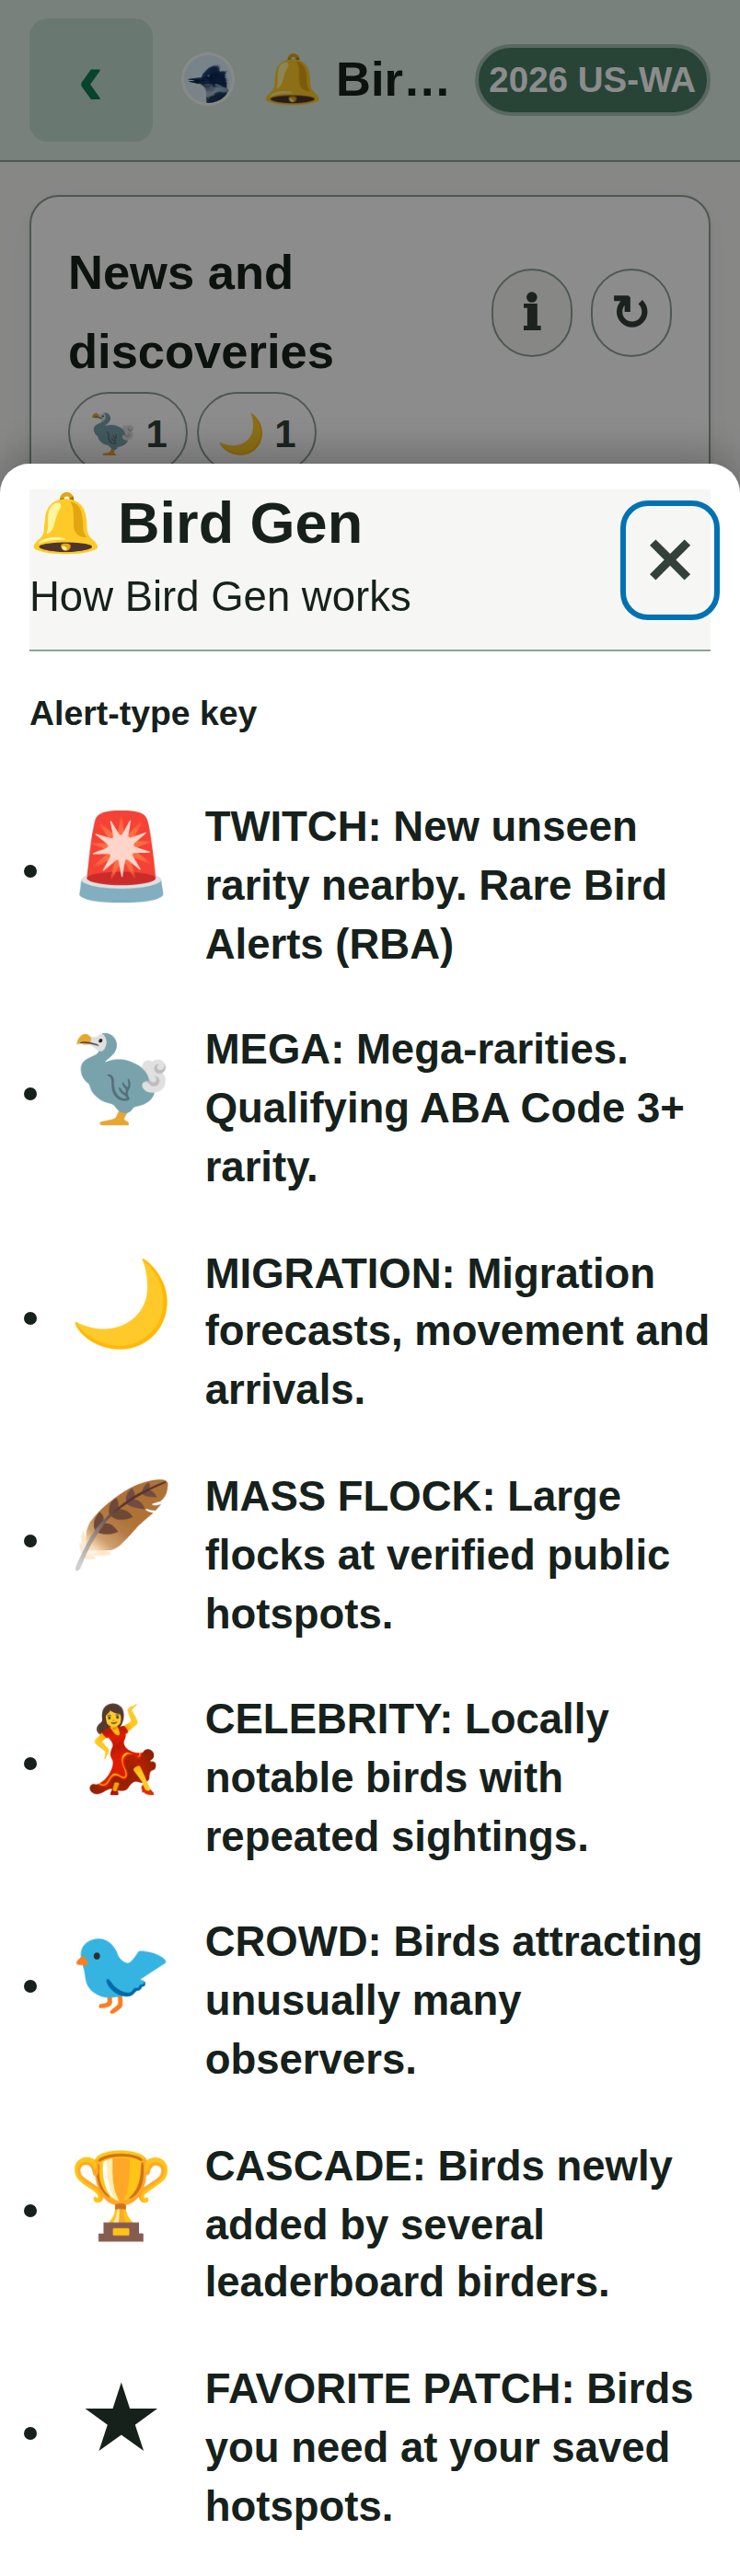 ‹ 🔔 Bir... 2026 US-WA
News and
discoveries
ℹ ↻
🦤 1 🌙 1
🔔 Bird Gen
How Bird Gen works
✕
Alert-type key
• 🚨 TWITCH: New unseen
rarity nearby. Rare Bird
Alerts (RBA)
• 🦤 MEGA: Mega-rarities.
Qualifying ABA Code 3+
rarity.
• 🌙 MIGRATION: Migration
forecasts, movement and
arrivals.
• 🪶 MASS FLOCK: Large
flocks at verified public
hotspots.
• 💃 CELEBRITY: Locally
notable birds with
repeated sightings.
• 🐦 CROWD: Birds attracting
unusually many
observers.
• 🏆 CASCADE: Birds newly
added by several
leaderboard birders.
• ★ FAVORITE PATCH: Birds
you need at your saved
hotspots.